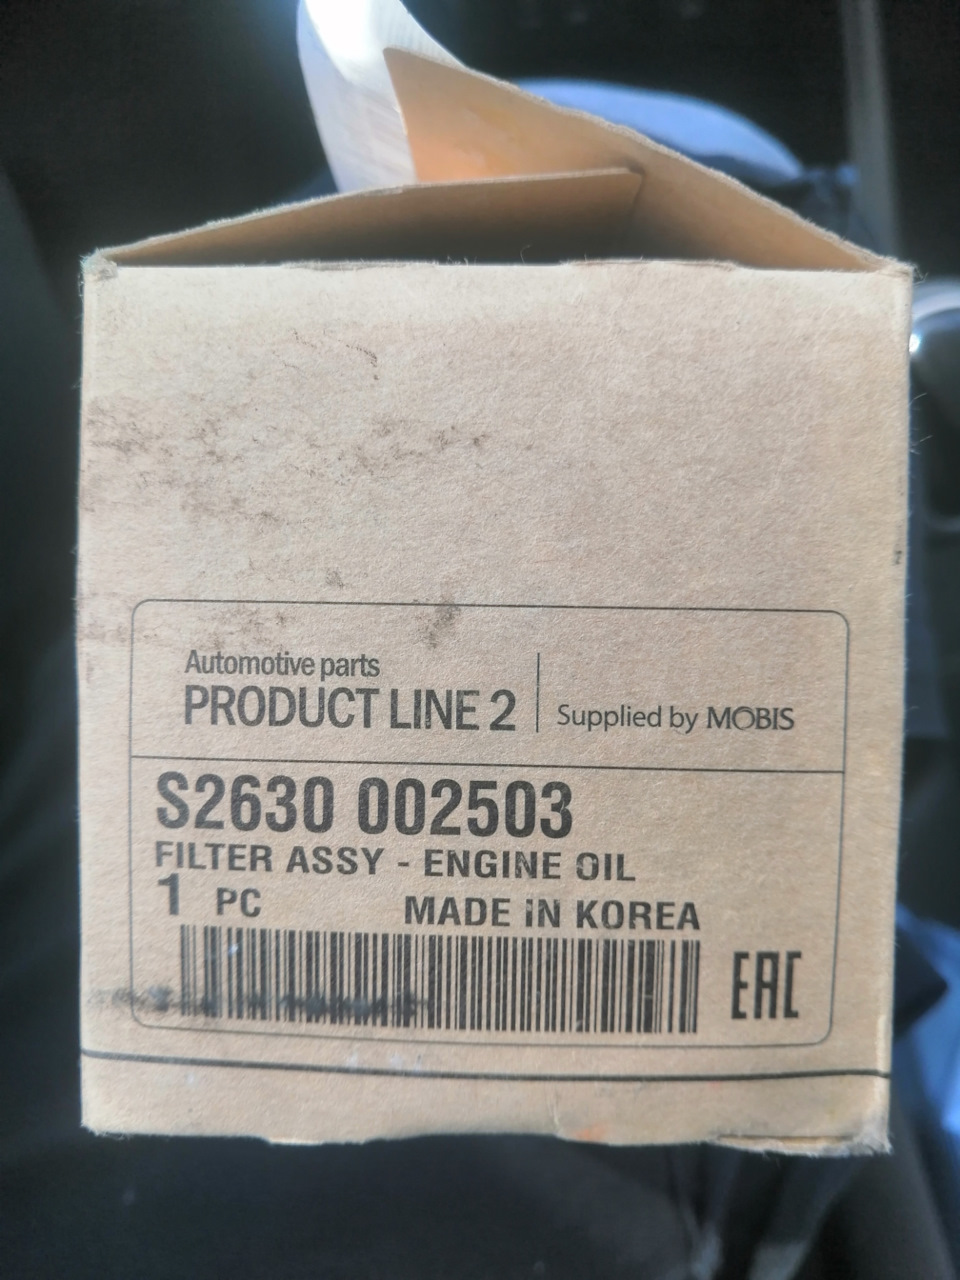 Automotive parts
PRODUCT LINE 2
Supplied by MOBIS
S2630 002503
FILTER ASSY - ENGINE OIL
1 PC MADE IN KOREA
EAC